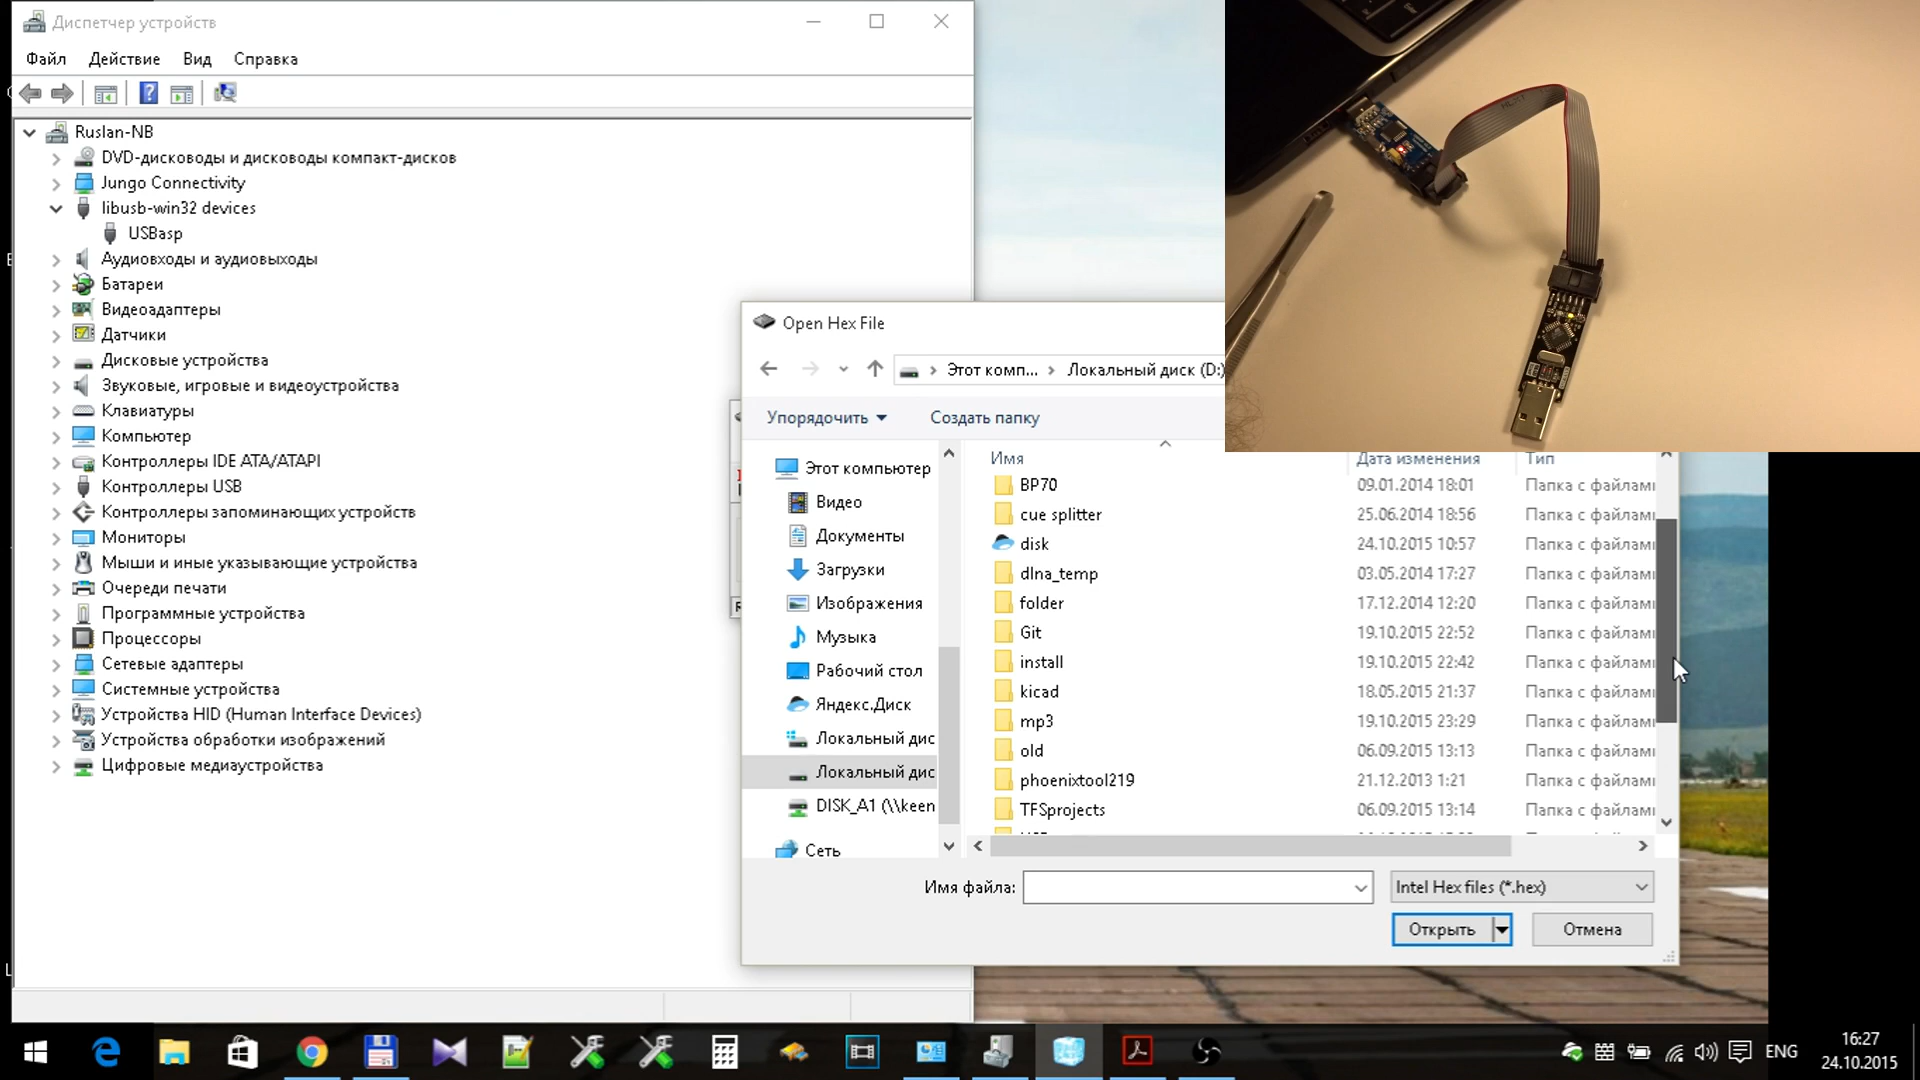 Диспетчер устройств
Файл Действие Вид Справка
Ruslan-NB
DVD-дисководы и дисководы компакт-дисков
Jungo Connectivity
libusb-win32 devices
USBasp
Аудиовходы и аудиовыходы
Батареи
Видеоадаптеры
Датчики
Дисковые устройства
Звуковые, игровые и видеоустройства
Клавиатуры
Компьютер
Контроллеры IDE ATA/ATAPI
Контроллеры USB
Контроллеры запоминающих устройств
Мониторы
Мыши и иные указывающие устройства
Очереди печати
Программные устройства
Процессоры
Сетевые адаптеры
Системные устройства
Устройства HID (Human Interface Devices)
Устройства обработки изображений
Цифровые медиаустройства
Open Hex File
Этот комп... Локальный диск (D:)
Упорядочить Создать папку
Этот компьютер
Видео
Документы
Загрузки
Изображения
Музыка
Рабочий стол
Яндекс.Диск
Локальный дис
Локальный дис
DISK_A1 (\\keen
Сеть
Имя Дата изменения Тип
BP70 09.01.2014 18:01 Папка с файлами
cue splitter 25.06.2014 18:56 Папка с файлами
disk 24.10.2015 10:57 Папка с файлами
dlna_temp 03.05.2014 17:27 Папка с файлами
folder 17.12.2014 12:20 Папка с файлами
Git 19.10.2015 22:52 Папка с файлами
install 19.10.2015 22:42 Папка с файлами
kicad 18.05.2015 21:37 Папка с файлами
mp3 19.10.2015 23:29 Папка с файлами
old 06.09.2015 13:13 Папка с файлами
phoenixtool219 21.12.2013 1:21 Папка с файлами
TFSprojects 06.09.2015 13:14 Папка с файлами
Имя файла: Intel Hex files (*.hex)
Открыть Отмена
ENG
16:27
24.10.2015